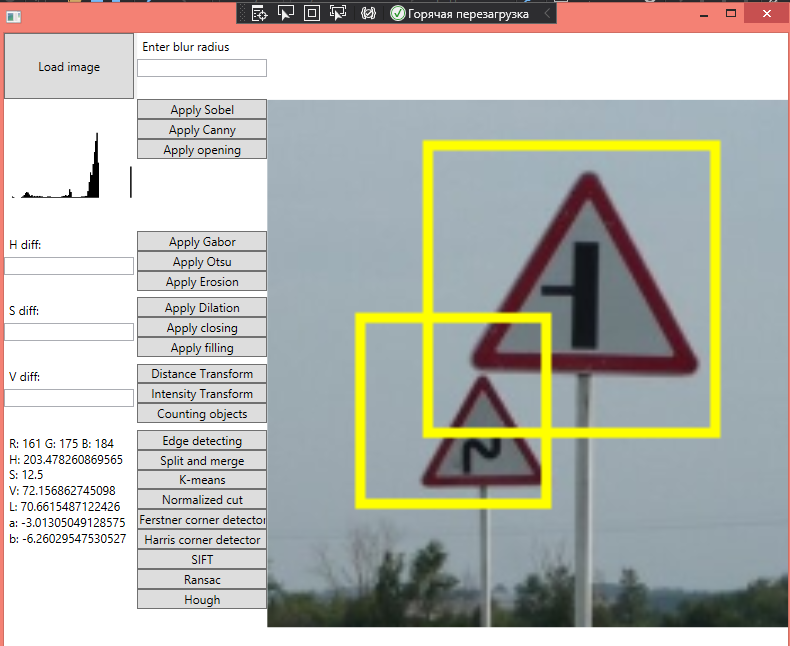 Горячая перезагрузка
Load image
Enter blur radius
Apply Sobel
Apply Canny
Apply opening
H diff:
Apply Gabor
Apply Otsu
Apply Erosion
S diff:
Apply Dilation
Apply closing
Apply filling
V diff:
Distance Transform
Intensity Transform
Counting objects
R: 161 G: 175 B: 184
H: 203.478260869565
S: 12.5
V: 72.156862745098
L: 70.6615487122426
a: -3.01305049128575
b: -6.26029547530527
Edge detecting
Split and merge
K-means
Normalized cut
Ferstner corner detector
Harris corner detector
SIFT
Ransac
Hough